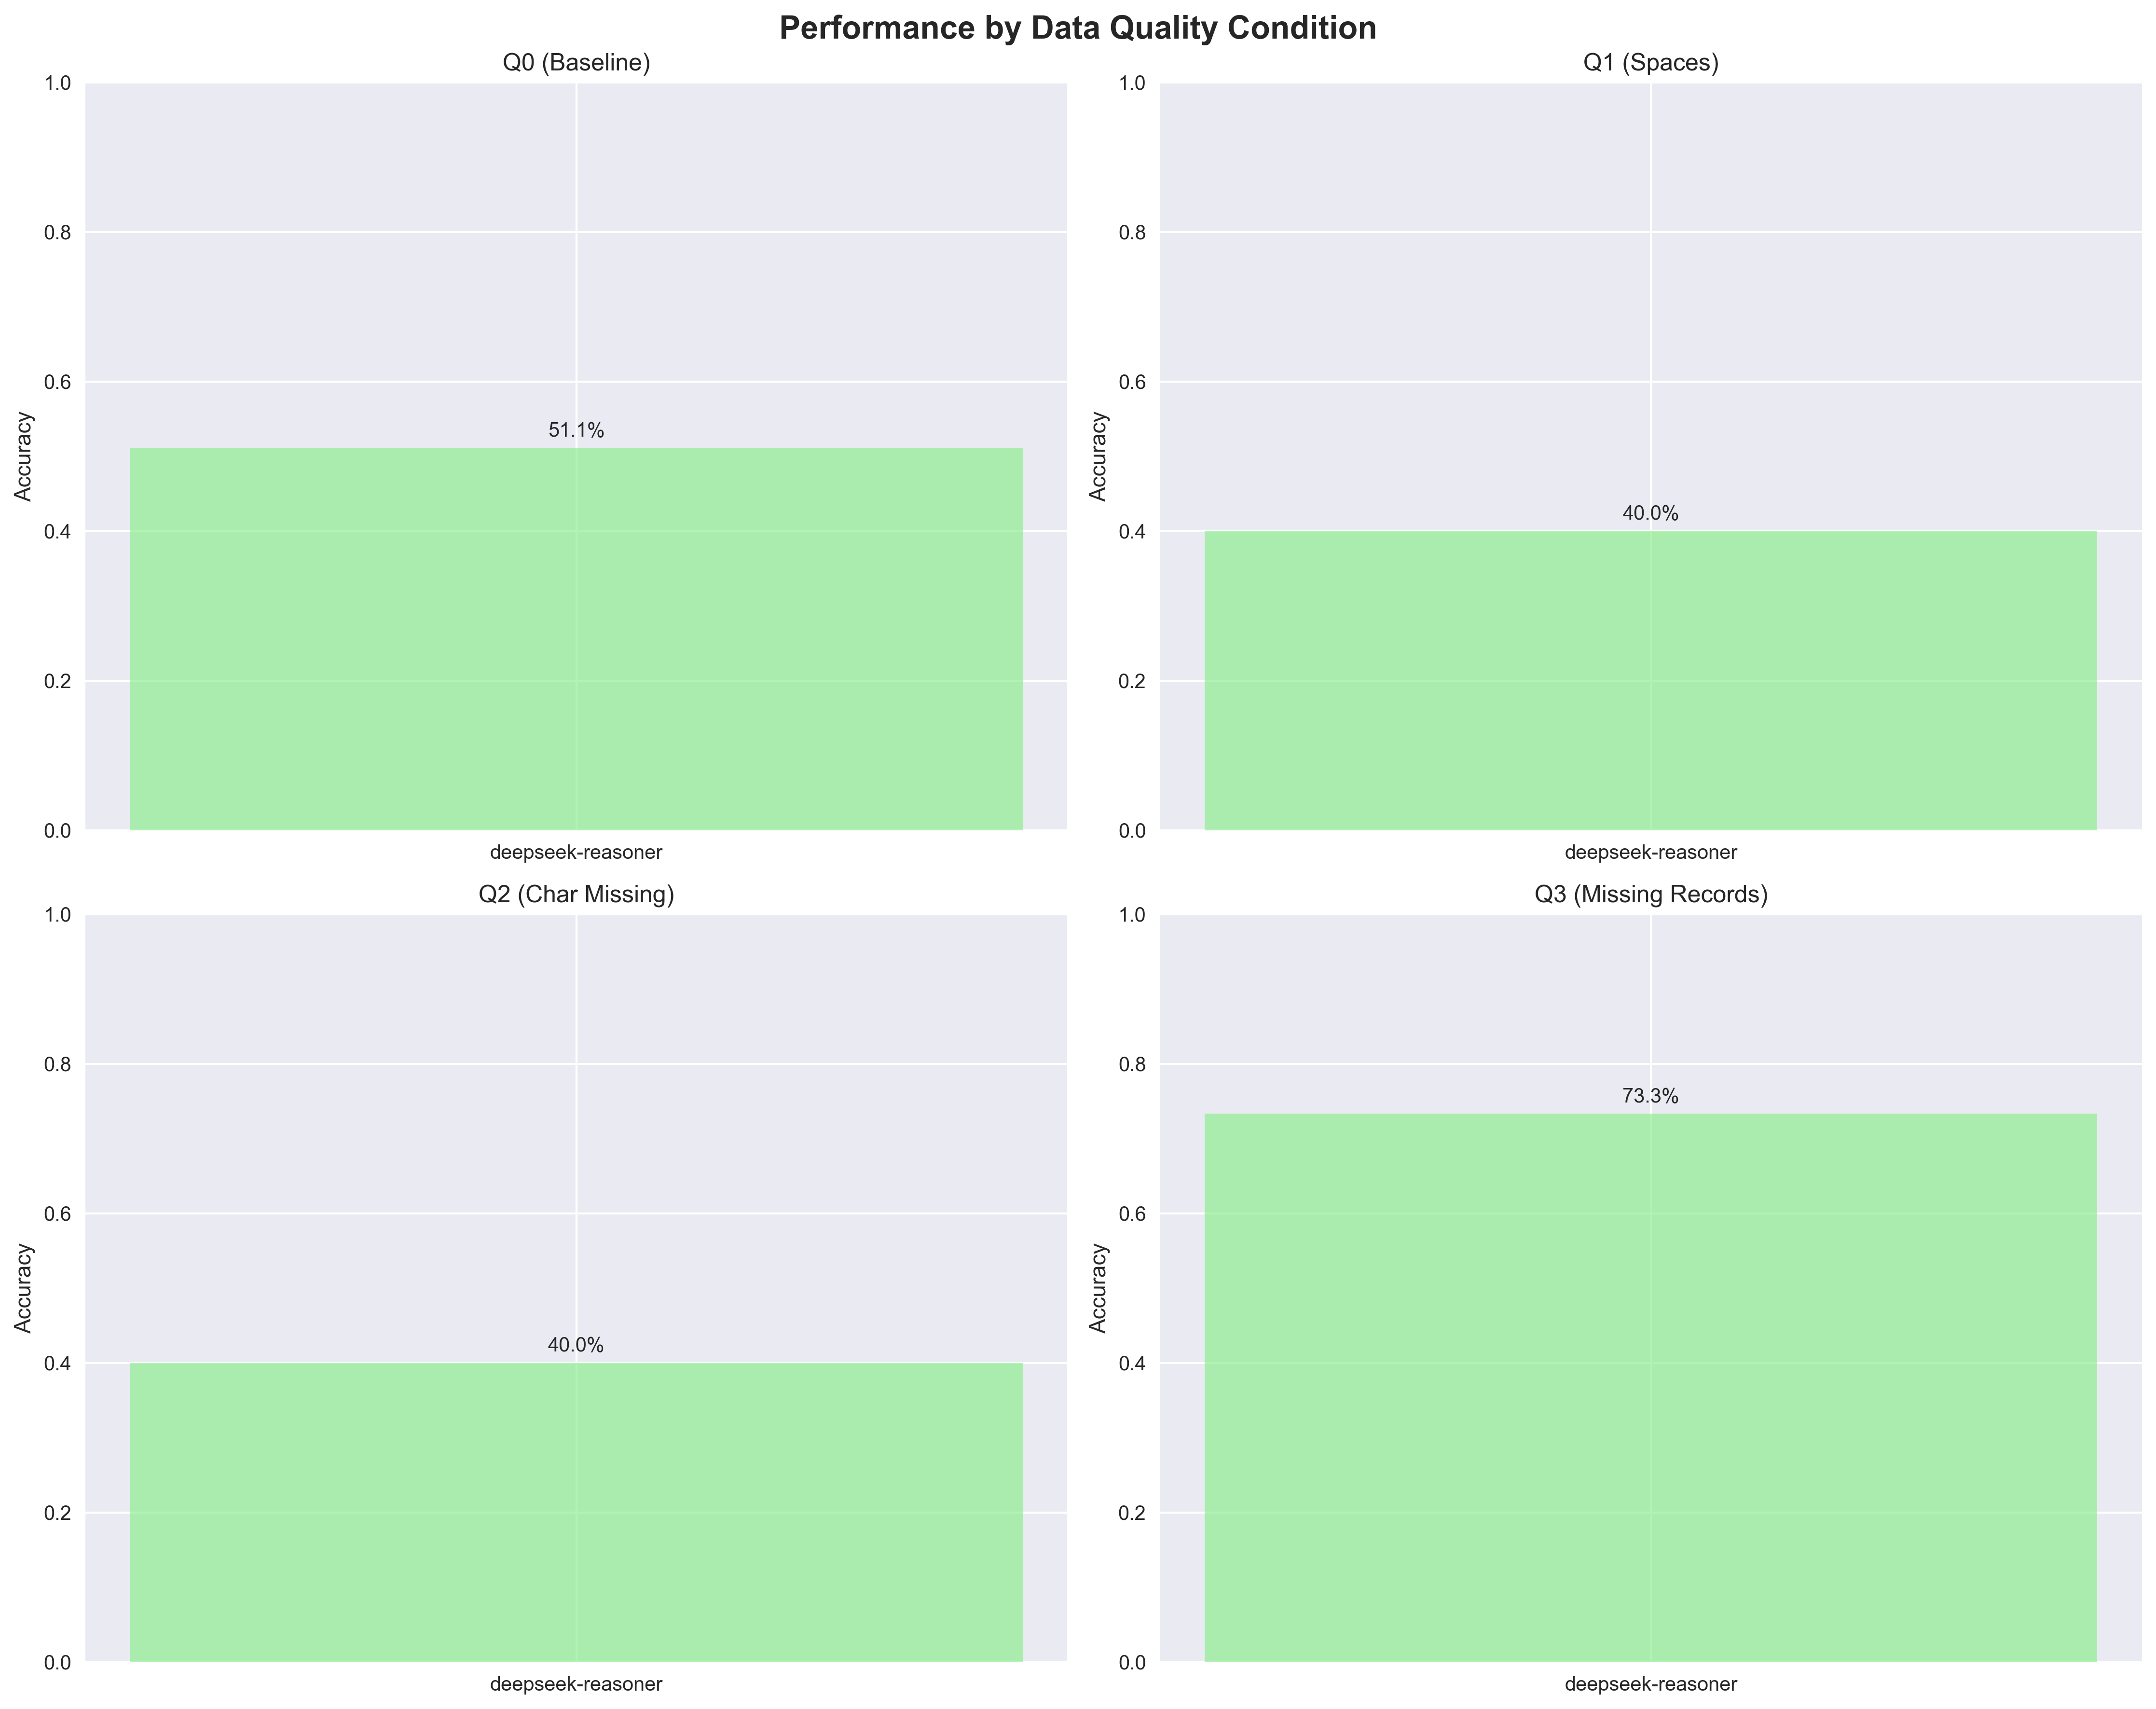 Performance by Data Quality Condition
Q0 (Baseline)
1.0
0.8
0.6
0.4
0.2
0.0
Accuracy
51.1%
deepseek-reasoner
Q1 (Spaces)
1.0
0.8
0.6
0.4
0.2
0.0
Accuracy
40.0%
deepseek-reasoner
Q2 (Char Missing)
1.0
0.8
0.6
0.4
0.2
0.0
Accuracy
40.0%
deepseek-reasoner
Q3 (Missing Records)
1.0
0.8
0.6
0.4
0.2
0.0
Accuracy
73.3%
deepseek-reasoner